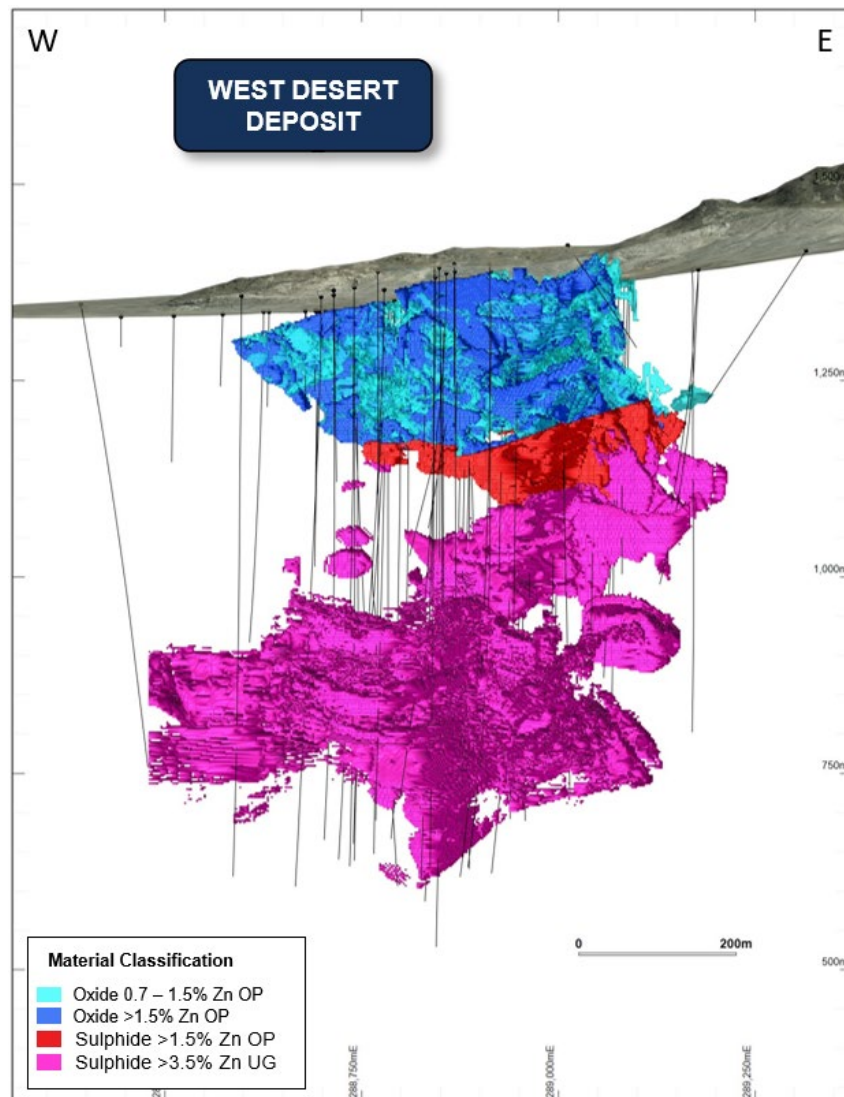 W
E
WEST DESERT
DEPOSIT
1,500m
1,250m
1,000m
750m
500m
0
200m
Material Classification
Oxide 0.7 – 1.5% Zn OP
Oxide >1.5% Zn OP
Sulphide >1.5% Zn OP
Sulphide >3.5% Zn UG
288,750mE
289,000mE
289,250mE